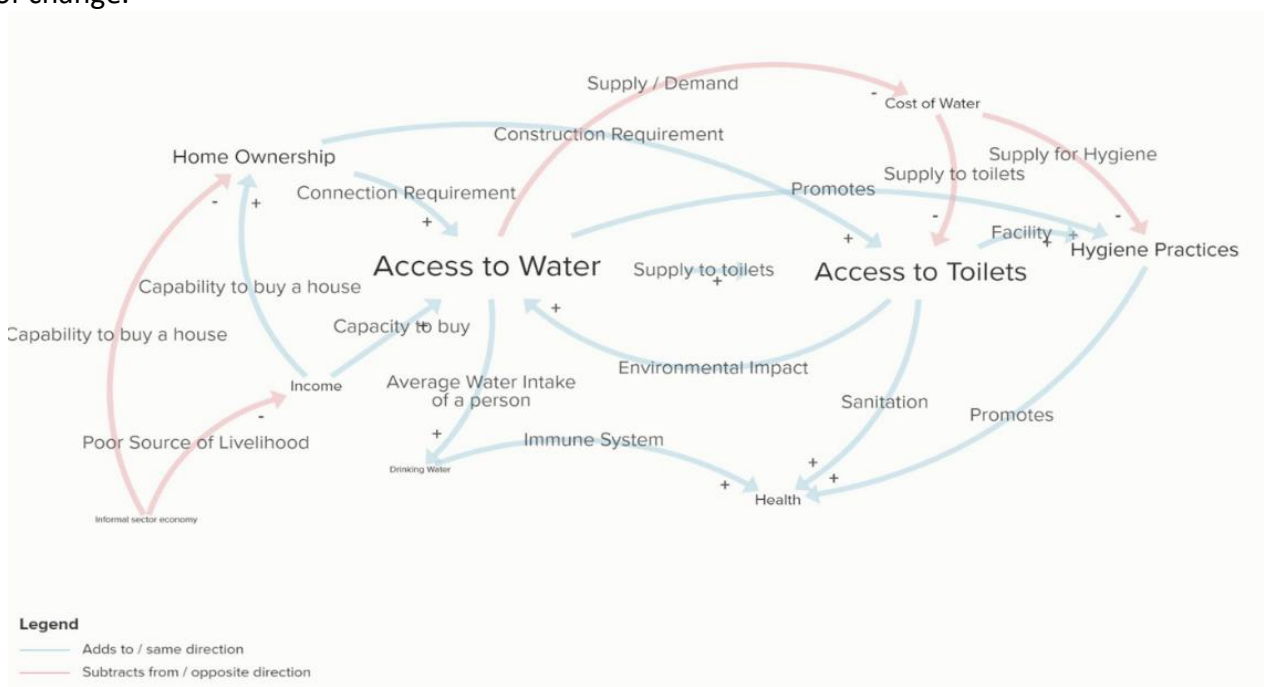 of change.
Supply / Demand
-
Cost of Water
Construction Requirement
Home Ownership
Supply for Hygiene
Supply to toilets
Promotes
Connection Requirement
-
+
+
-
-
+
Facility
+
+
Hygiene Practices
Access to Water
Supply to toilets
+
Access to Toilets
Capability to buy a house
+
Capacity to buy
+
Capability to buy a house
Environmental Impact
Income
Average Water Intake
of a person
Sanitation
-
Promotes
Poor Source of Livelihood
+
Immune System
Drinking Water
+
+
+
Health
Informal sector economy
Legend
Adds to / same direction
Subtracts from / opposite direction